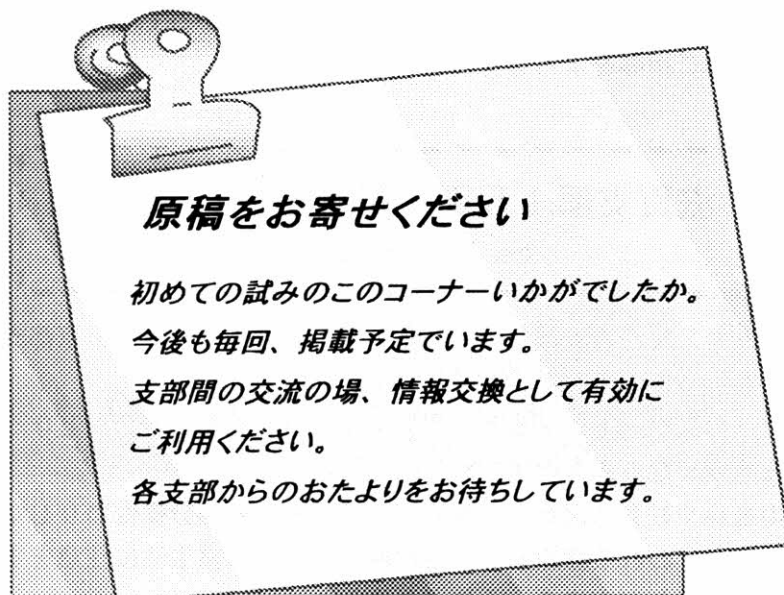 原稿をお寄せください
初めての試みのこのコーナーいかがでしたか。
今後も毎回、掲載予定でいます。
支部間の交流の場、情報交換として有効に
ご利用ください。
各支部からのおたよりをお待ちしています。